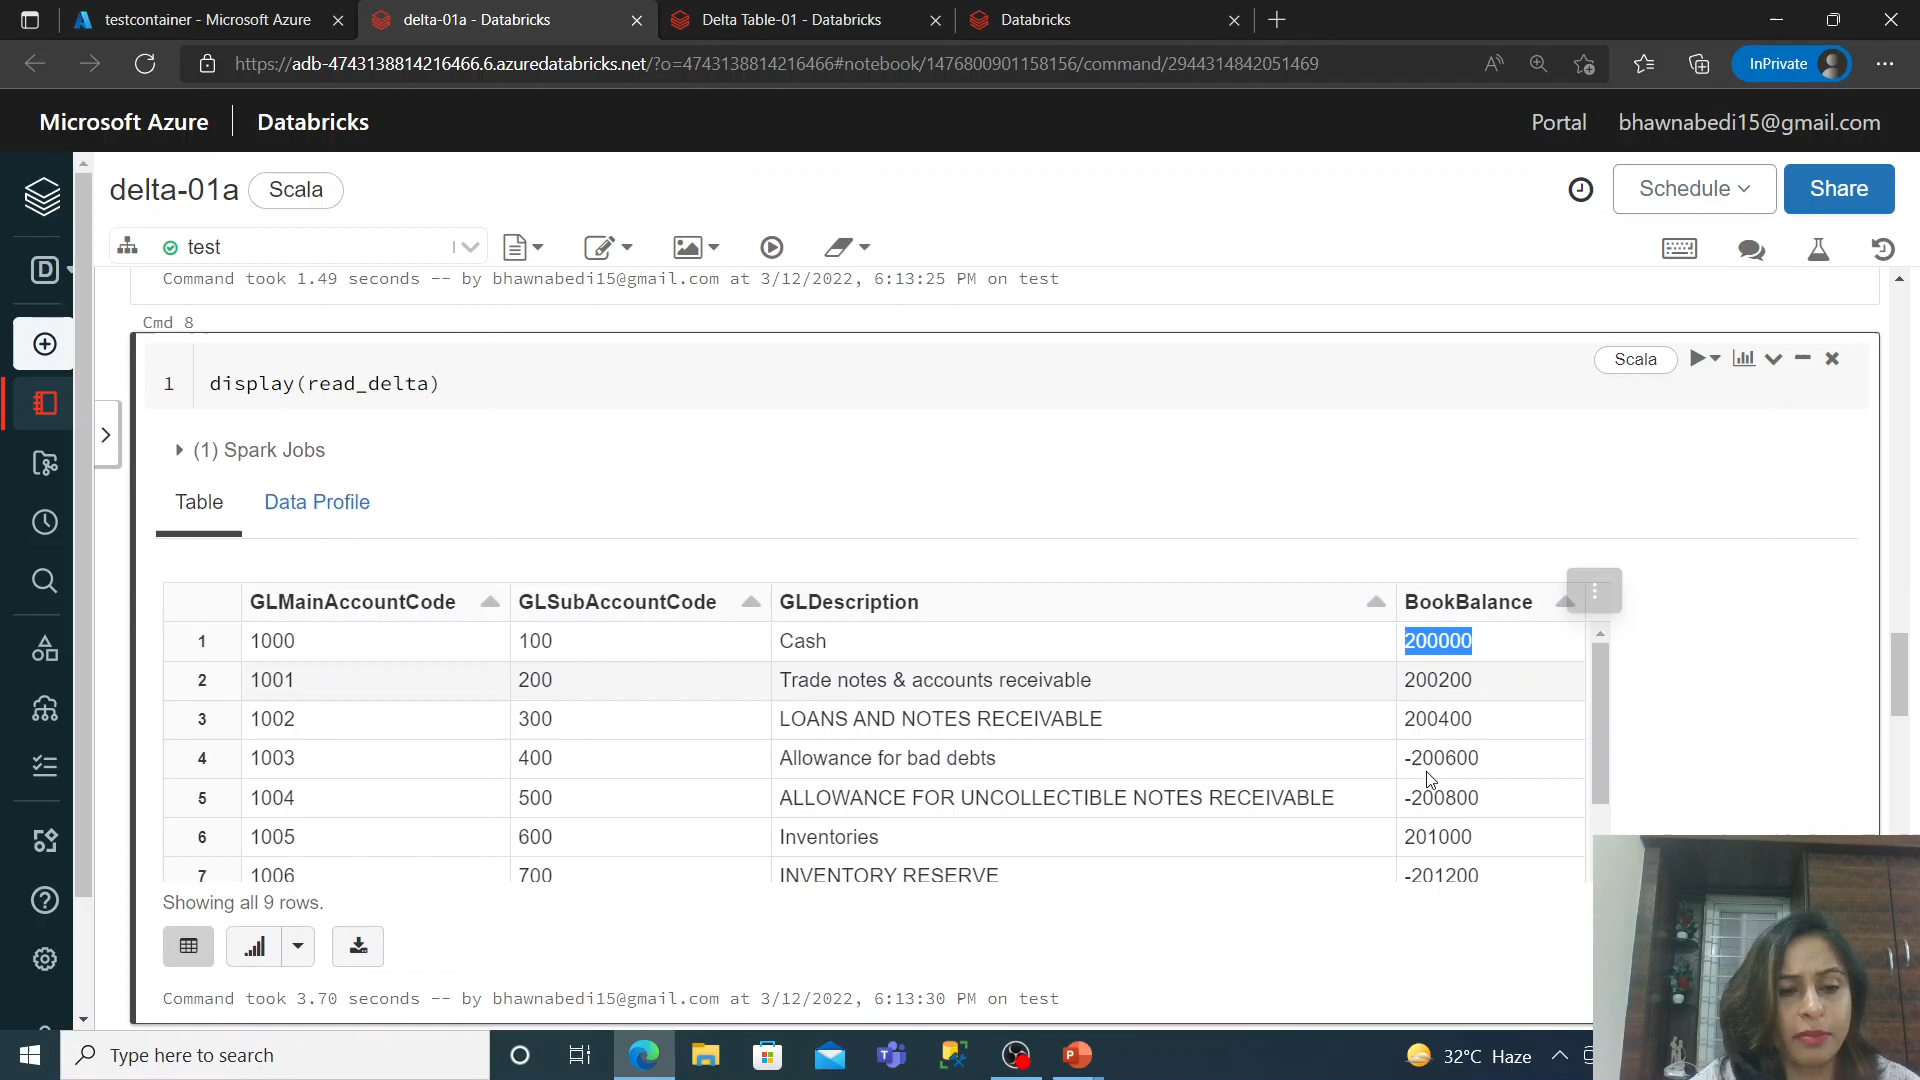 testcontainer - Microsoft Azure
delta-01a - Databricks
Delta Table-01 - Databricks
Databricks
https://adb-4743138814216466.6.azuredatabricks.net/?o=4743138814216466#notebook/1476800901158156/command/2944314842051469
InPrivate
Microsoft Azure
Databricks
Portal
bhawnabedi15@gmail.com
delta-01a
Scala
Schedule
Share
test
Command took 1.49 seconds -- by bhawnabedi15@gmail.com at 3/12/2022, 6:13:25 PM on test
Cmd 8
Scala
1 display(read_delta)
(1) Spark Jobs
Table Data Profile
GLMainAccountCode GLSubAccountCode GLDescription BookBalance
1 1000 100 Cash 200000
2 1001 200 Trade notes & accounts receivable 200200
3 1002 300 LOANS AND NOTES RECEIVABLE 200400
4 1003 400 Allowance for bad debts -200600
5 1004 500 ALLOWANCE FOR UNCOLLECTIBLE NOTES RECEIVABLE -200800
6 1005 600 Inventories 201000
7 1006 700 INVENTORY RESERVE -201200
Showing all 9 rows.
Command took 3.70 seconds -- by bhawnabedi15@gmail.com at 3/12/2022, 6:13:30 PM on test
Type here to search
32°C Haze